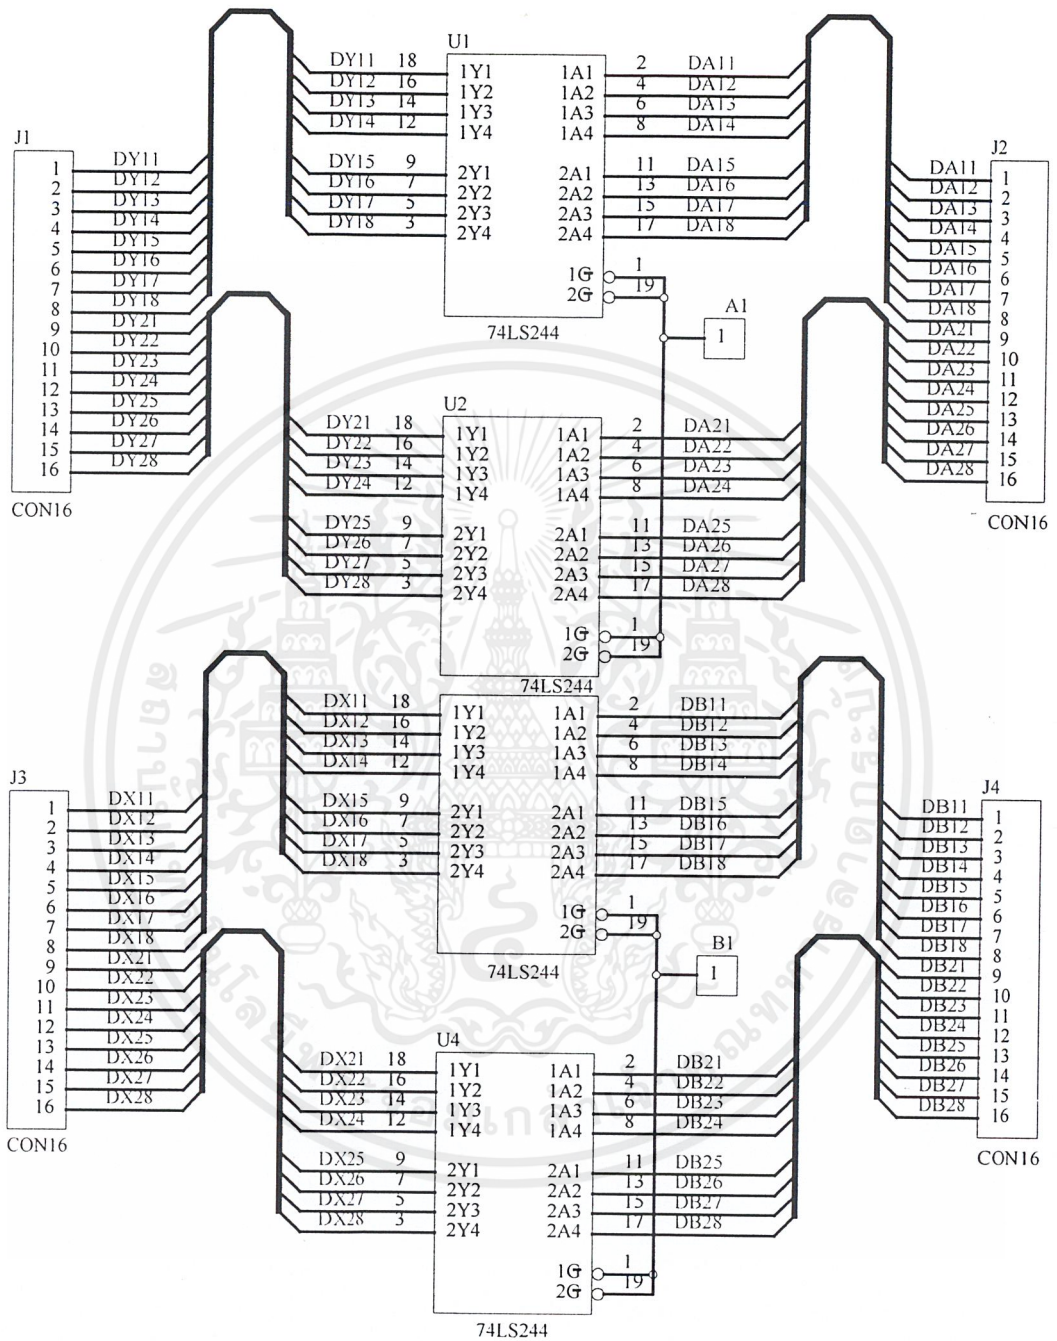 U1
DY11 18 1Y1 1A1 2 DA11
DY12 16 1Y2 1A2 4 DA12
DY13 14 1Y3 1A3 6 DA13
DY14 12 1Y4 1A4 8 DA14
DY15 9 2Y1 2A1 11 DA15
DY16 7 2Y2 2A2 13 DA16
DY17 5 2Y3 2A3 15 DA17
DY18 3 2Y4 2A4 17 DA18
1G 1
2G 19
74LS244
A1
1
J1
1 DY11
2 DY12
3 DY13
4 DY14
5 DY15
6 DY16
7 DY17
8 DY18
9 DY21
10 DY22
11 DY23
12 DY24
13 DY25
14 DY26
15 DY27
16 DY28
CON16
J2
DA11 1
DA12 2
DA13 3
DA14 4
DA15 5
DA16 6
DA17 7
DA18 8
DA21 9
DA22 10
DA23 11
DA24 12
DA25 13
DA26 14
DA27 15
DA28 16
CON16
U2
DY21 18 1Y1 1A1 2 DA21
DY22 16 1Y2 1A2 4 DA22
DY23 14 1Y3 1A3 6 DA23
DY24 12 1Y4 1A4 8 DA24
DY25 9 2Y1 2A1 11 DA25
DY26 7 2Y2 2A2 13 DA26
DY27 5 2Y3 2A3 15 DA27
DY28 3 2Y4 2A4 17 DA28
1G 1
2G 19
74LS244
DX11 18 1Y1 1A1 2 DB11
DX12 16 1Y2 1A2 4 DB12
DX13 14 1Y3 1A3 6 DB13
DX14 12 1Y4 1A4 8 DB14
DX15 9 2Y1 2A1 11 DB15
DX16 7 2Y2 2A2 13 DB16
DX17 5 2Y3 2A3 15 DB17
DX18 3 2Y4 2A4 17 DB18
1G 1
2G 19
74LS244
B1
1
J3
1 DX11
2 DX12
3 DX13
4 DX14
5 DX15
6 DX16
7 DX17
8 DX18
9 DX21
10 DX22
11 DX23
12 DX24
13 DX25
14 DX26
15 DX27
16 DX28
CON16
J4
DB11 1
DB12 2
DB13 3
DB14 4
DB15 5
DB16 6
DB17 7
DB18 8
DB21 9
DB22 10
DB23 11
DB24 12
DB25 13
DB26 14
DB27 15
DB28 16
CON16
U4
DX21 18 1Y1 1A1 2 DB21
DX22 16 1Y2 1A2 4 DB22
DX23 14 1Y3 1A3 6 DB23
DX24 12 1Y4 1A4 8 DB24
DX25 9 2Y1 2A1 11 DB25
DX26 7 2Y2 2A2 13 DB26
DX27 5 2Y3 2A3 15 DB27
DX28 3 2Y4 2A4 17 DB28
1G 1
2G 19
74LS244